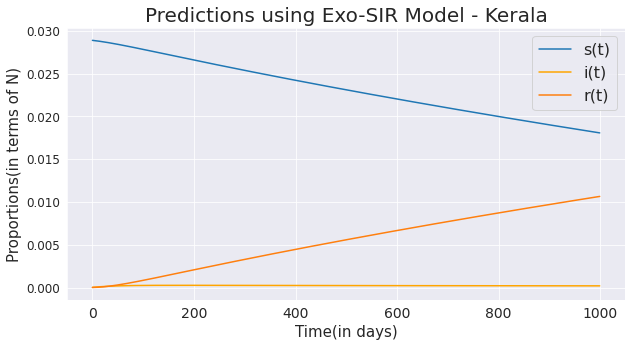 Predictions using Exo-SIR Model - Kerala
Proportions(in terms of N)
0.030
0.025
0.020
0.015
0.010
0.005
0.000
s(t)
i(t)
r(t)
0 200 400 600 800 1000
Time(in days)